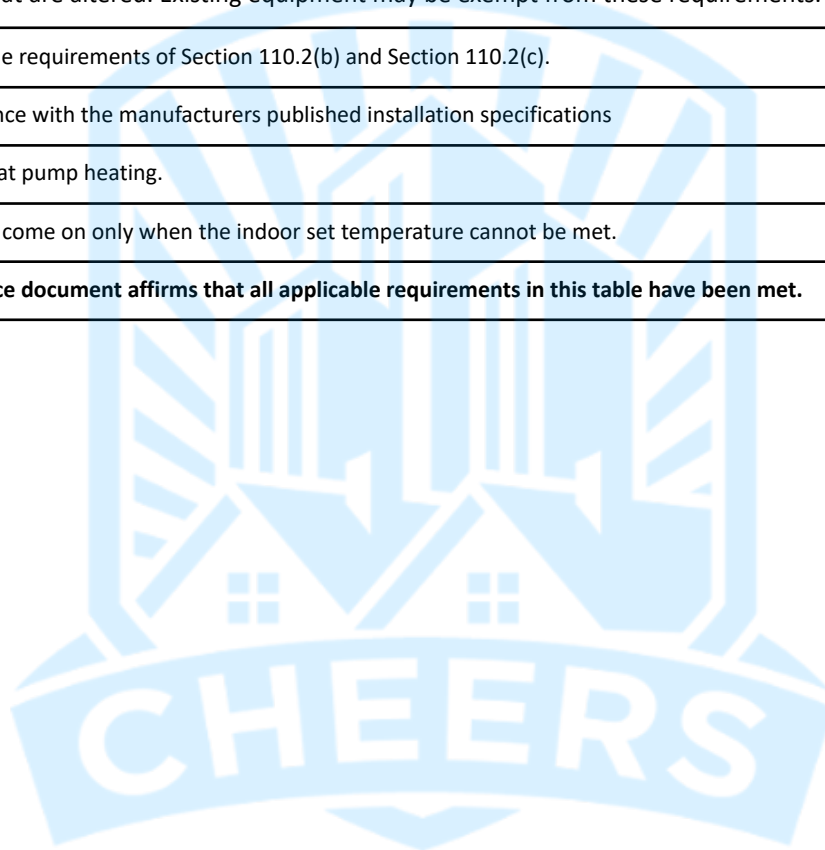 at are altered. Existing equipment may be exempt from these requirements.
e requirements of Section 110.2(b) and Section 110.2(c).
nce with the manufacturers published installation specifications
at pump heating.
come on only when the indoor set temperature cannot be met.
ce document affirms that all applicable requirements in this table have been met.
CHEERS